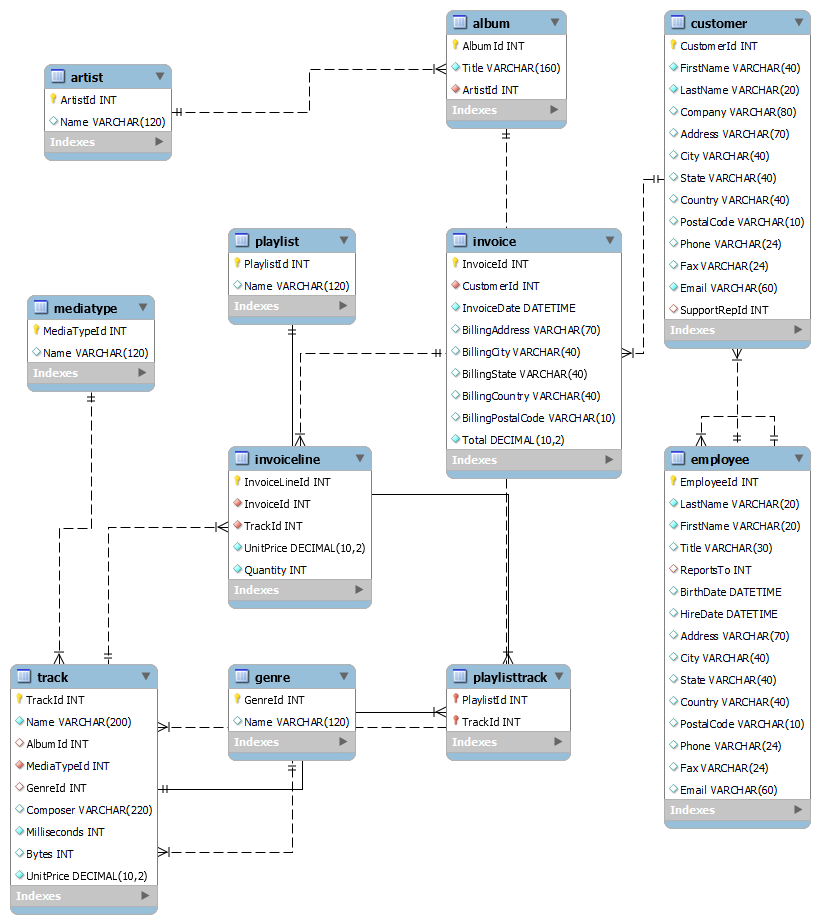 artist
ArtistId INT
Name VARCHAR(120)
Indexes
album
AlbumId INT
Title VARCHAR(160)
ArtistId INT
Indexes
customer
CustomerId INT
FirstName VARCHAR(40)
LastName VARCHAR(20)
Company VARCHAR(80)
Address VARCHAR(70)
City VARCHAR(40)
State VARCHAR(40)
Country VARCHAR(40)
PostalCode VARCHAR(10)
Phone VARCHAR(24)
Fax VARCHAR(24)
Email VARCHAR(60)
SupportRepId INT
Indexes
playlist
PlaylistId INT
Name VARCHAR(120)
Indexes
invoice
InvoiceId INT
CustomerId INT
InvoiceDate DATETIME
BillingAddress VARCHAR(70)
BillingCity VARCHAR(40)
BillingState VARCHAR(40)
BillingCountry VARCHAR(40)
BillingPostalCode VARCHAR(10)
Total DECIMAL(10,2)
Indexes
mediatype
MediaTypeId INT
Name VARCHAR(120)
Indexes
invoiceline
InvoiceLineId INT
InvoiceId INT
TrackId INT
UnitPrice DECIMAL(10,2)
Quantity INT
Indexes
employee
EmployeeId INT
LastName VARCHAR(20)
FirstName VARCHAR(20)
Title VARCHAR(30)
ReportsTo INT
BirthDate DATETIME
HireDate DATETIME
Address VARCHAR(70)
City VARCHAR(40)
State VARCHAR(40)
Country VARCHAR(40)
PostalCode VARCHAR(10)
Phone VARCHAR(24)
Fax VARCHAR(24)
Email VARCHAR(60)
Indexes
track
TrackId INT
Name VARCHAR(200)
AlbumId INT
MediaTypeId INT
GenreId INT
Composer VARCHAR(220)
Milliseconds INT
Bytes INT
UnitPrice DECIMAL(10,2)
Indexes
genre
GenreId INT
Name VARCHAR(120)
Indexes
playlisttrack
PlaylistId INT
TrackId INT
Indexes